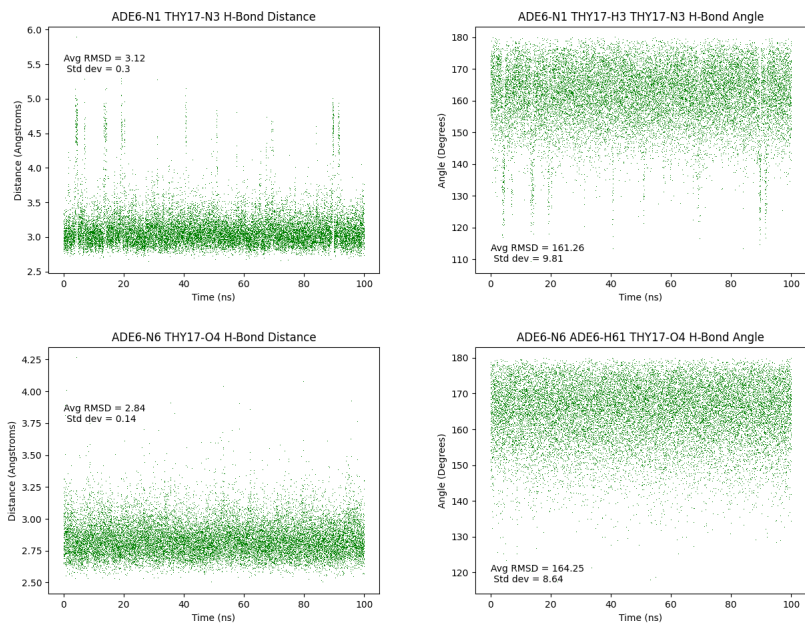 ADE6-N1 THY17-N3 H-Bond Distance
6.0
5.5
5.0
4.5
4.0
3.5
3.0
2.5
Distance (Angstroms)
Avg RMSD = 3.12
Std dev = 0.3
0 20 40 60 80 100
Time (ns)
ADE6-N1 THY17-H3 THY17-N3 H-Bond Angle
180
170
160
150
140
130
120
110
Angle (Degrees)
Avg RMSD = 161.26
Std dev = 9.81
0 20 40 60 80 100
Time (ns)
ADE6-N6 THY17-O4 H-Bond Distance
4.25
4.00
3.75
3.50
3.25
3.00
2.75
2.50
Distance (Angstroms)
Avg RMSD = 2.84
Std dev = 0.14
0 20 40 60 80 100
Time (ns)
ADE6-N6 ADE6-H61 THY17-O4 H-Bond Angle
180
170
160
150
140
130
120
Angle (Degrees)
Avg RMSD = 164.25
Std dev = 8.64
0 20 40 60 80 100
Time (ns)